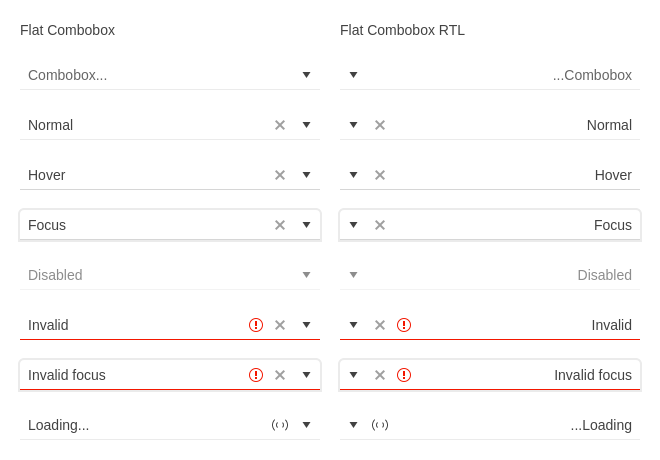 Flat Combobox
Combobox...
Normal
Hover
Focus
Disabled
Invalid
Invalid focus
Loading...
Flat Combobox RTL
...Combobox
Normal
Hover
Focus
Disabled
Invalid
Invalid focus
...Loading